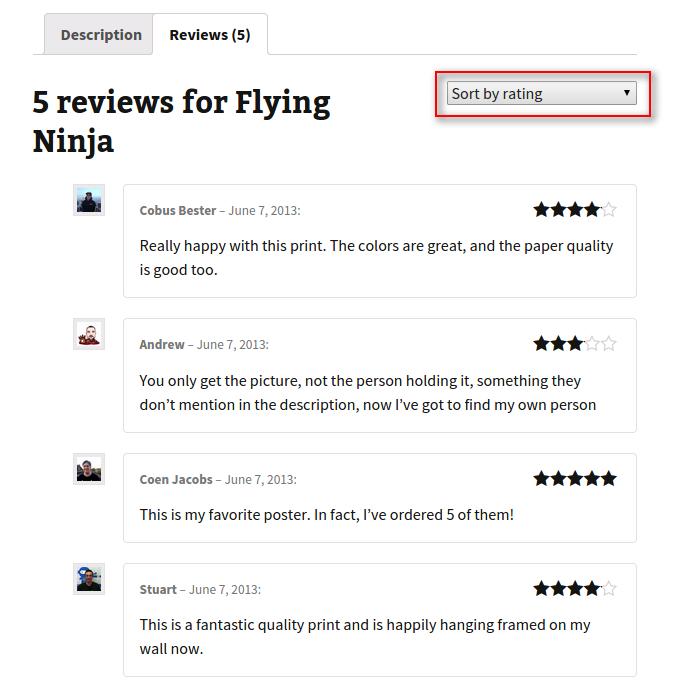 Description
Reviews (5)
5 reviews for Flying
Ninja
Sort by rating
Cobus Bester – June 7, 2013:
Really happy with this print. The colors are great, and the paper quality
is good too.
Andrew – June 7, 2013:
You only get the picture, not the person holding it, something they
don’t mention in the description, now I’ve got to find my own person
Coen Jacobs – June 7, 2013:
This is my favorite poster. In fact, I’ve ordered 5 of them!
Stuart – June 7, 2013:
This is a fantastic quality print and is happily hanging framed on my
wall now.